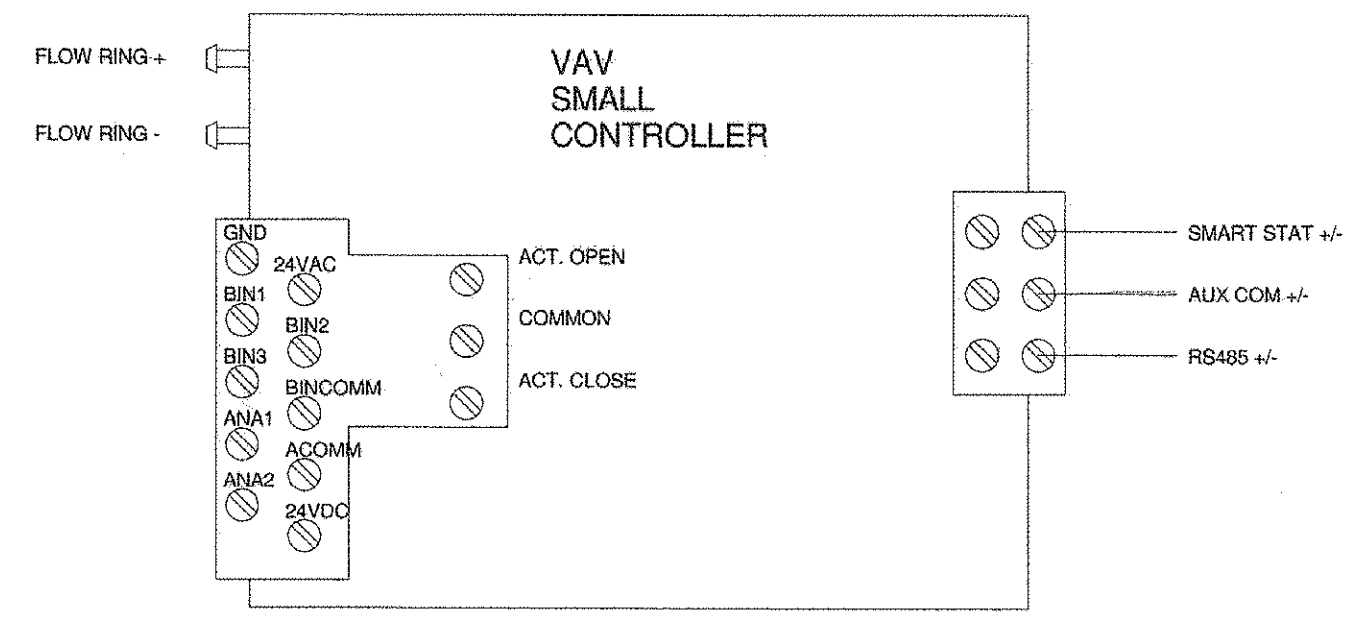 FLOW RING +
FLOW RING -
VAV
SMALL
CONTROLLER
GND
24VAC
BIN1
BIN2
BIN3
BINCOMM
ANA1
ACOMM
ANA2
24VDC
ACT. OPEN
COMMON
ACT. CLOSE
SMART STAT +/-
AUX COM +/-
RS485 +/-